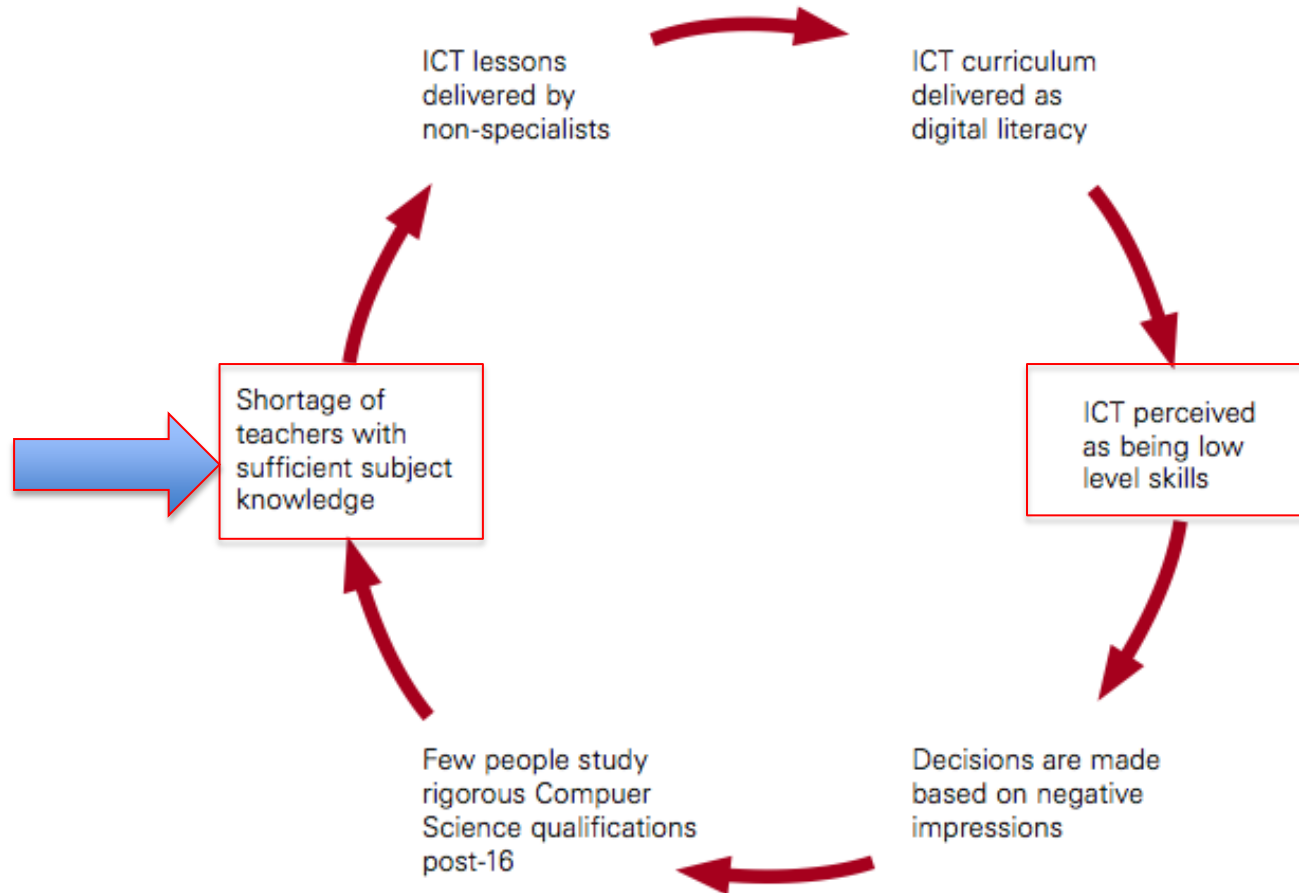 ICT lessons
delivered by
non-specialists
ICT curriculum
delivered as
digital literacy
Shortage of
teachers with
sufficient subject
knowledge
ICT perceived
as being low
level skills
Few people study
rigorous Compuer
Science qualifications
post-16
Decisions are made
based on negative
impressions